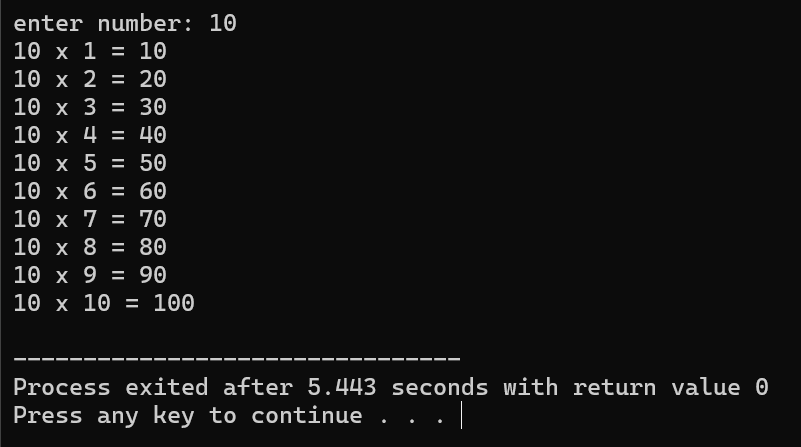 enter number: 10
10 x 1 = 10
10 x 2 = 20
10 x 3 = 30
10 x 4 = 40
10 x 5 = 50
10 x 6 = 60
10 x 7 = 70
10 x 8 = 80
10 x 9 = 90
10 x 10 = 100
--------------------------------
Process exited after 5.443 seconds with return value 0
Press any key to continue . . .